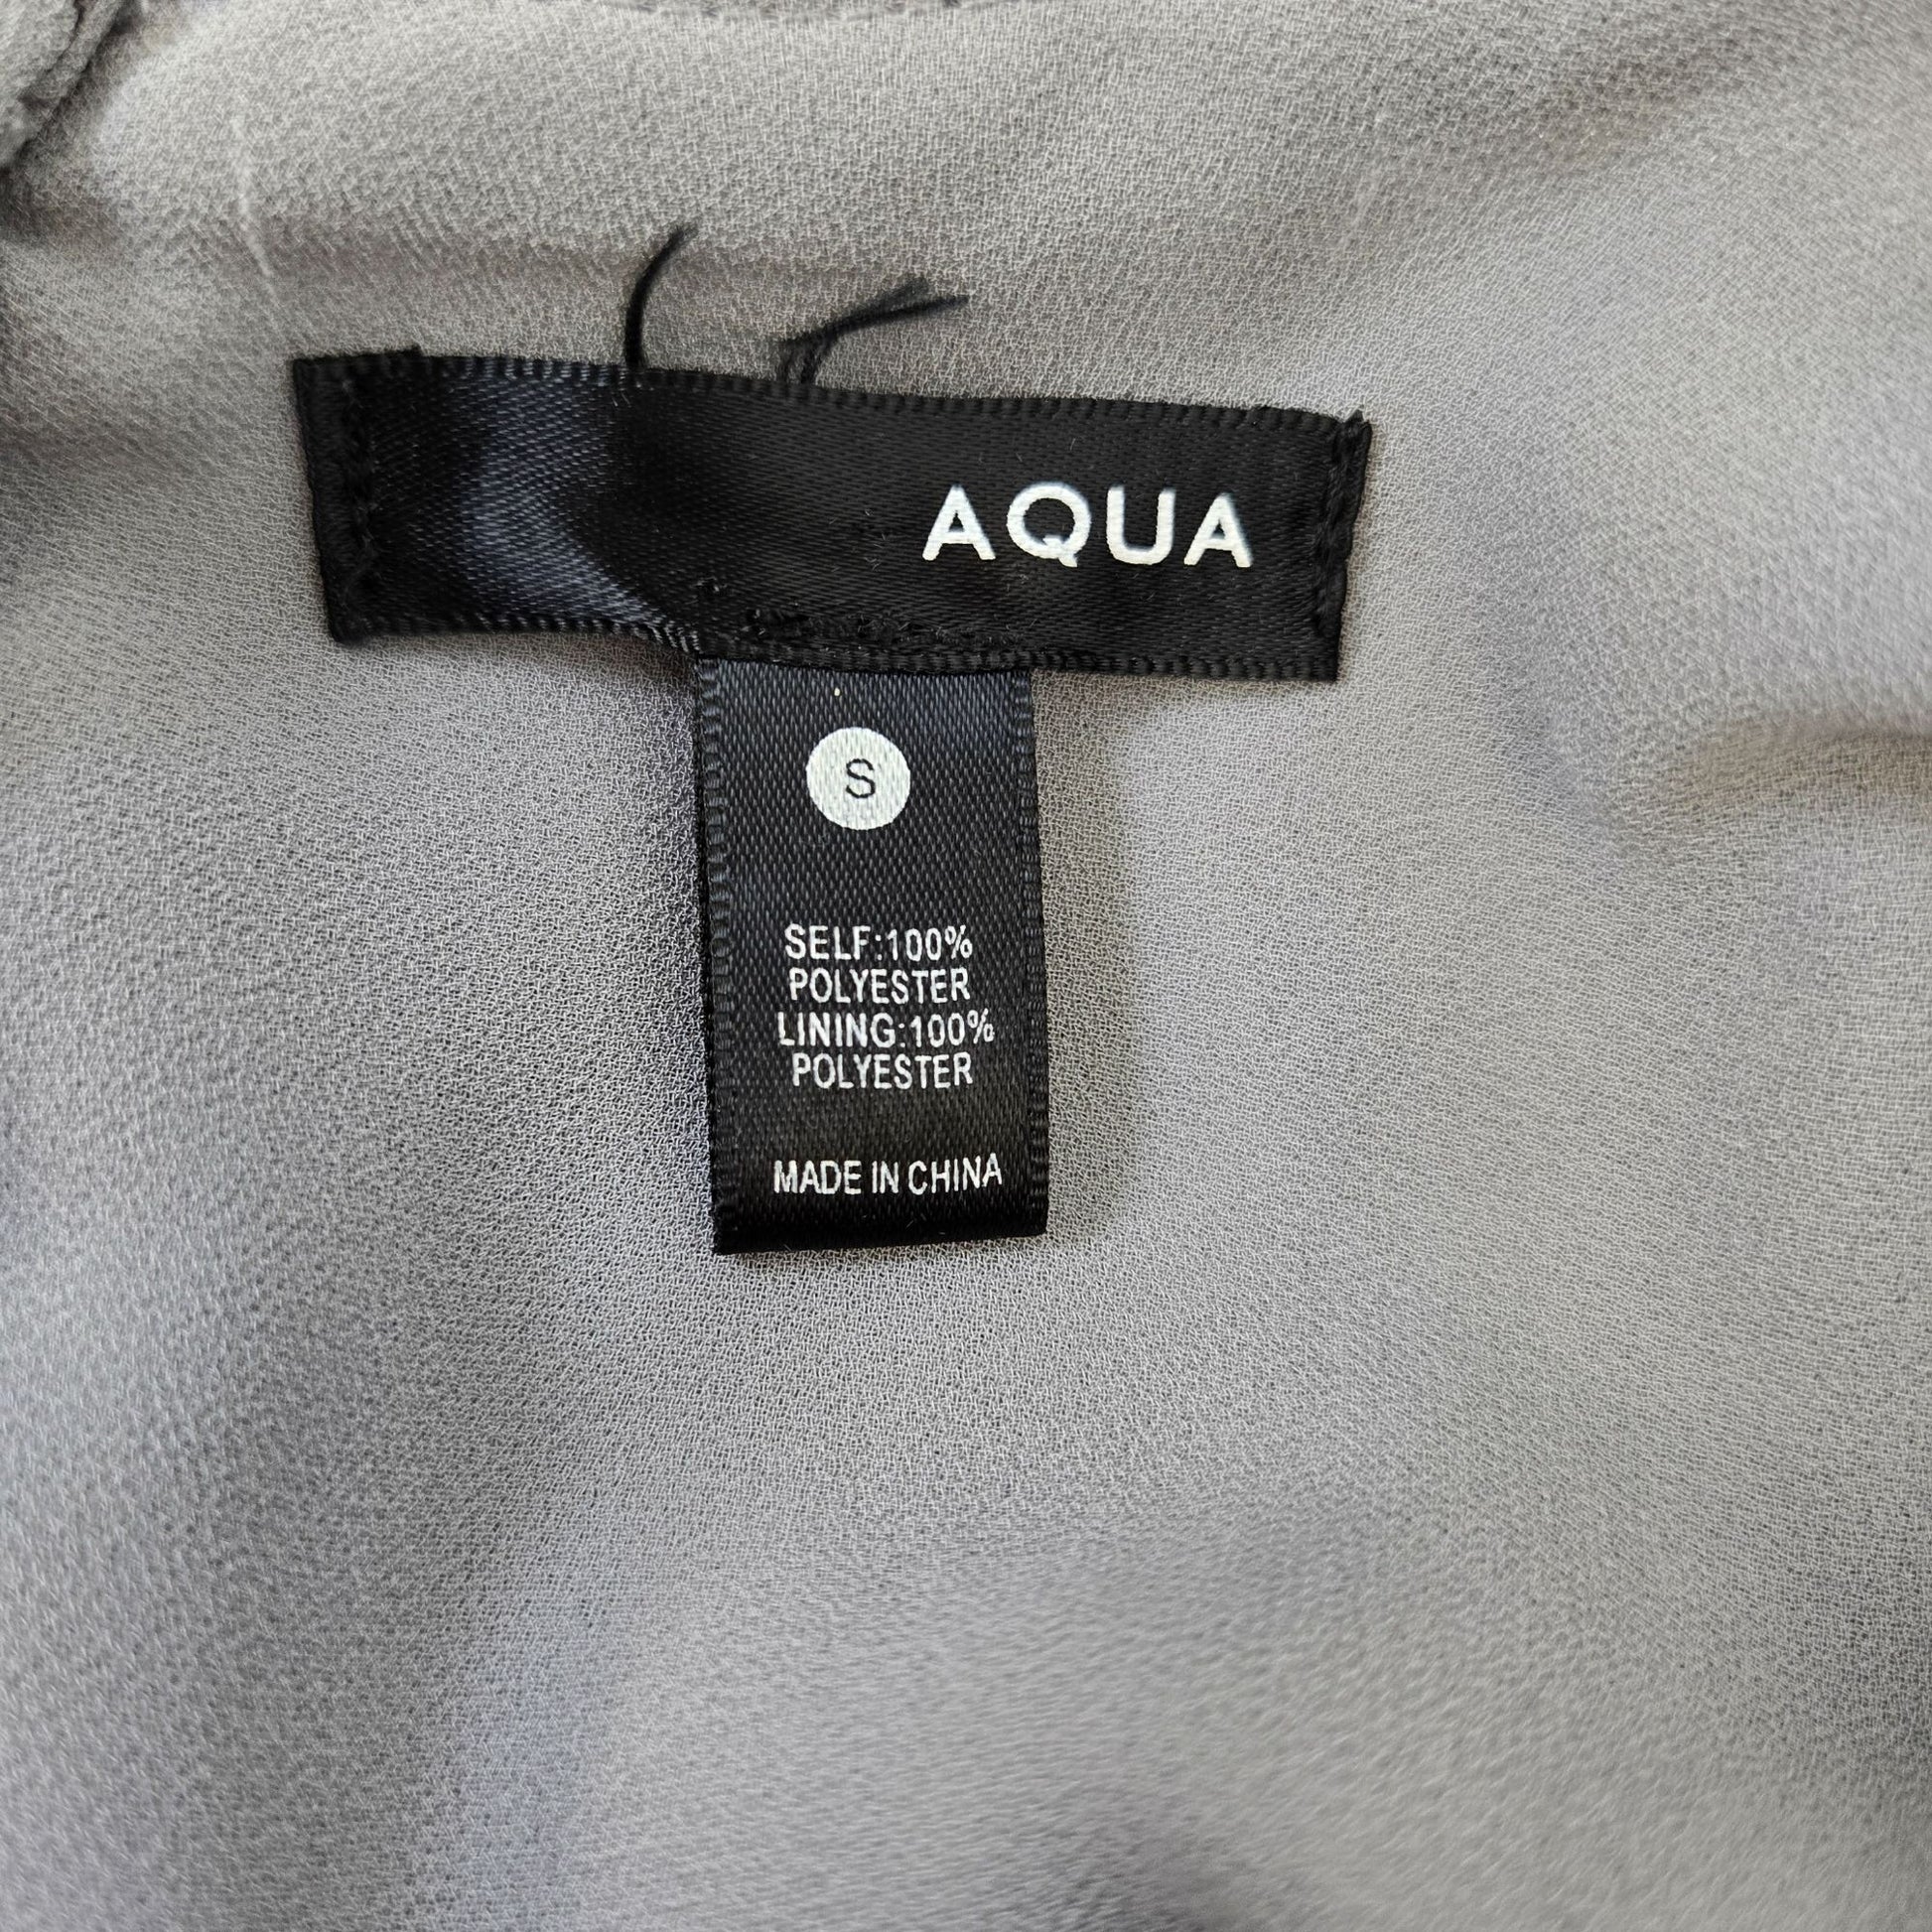 AQUA
S
SELF:100%
POLYESTER
LINING:100%
POLYESTER
MADE IN CHINA